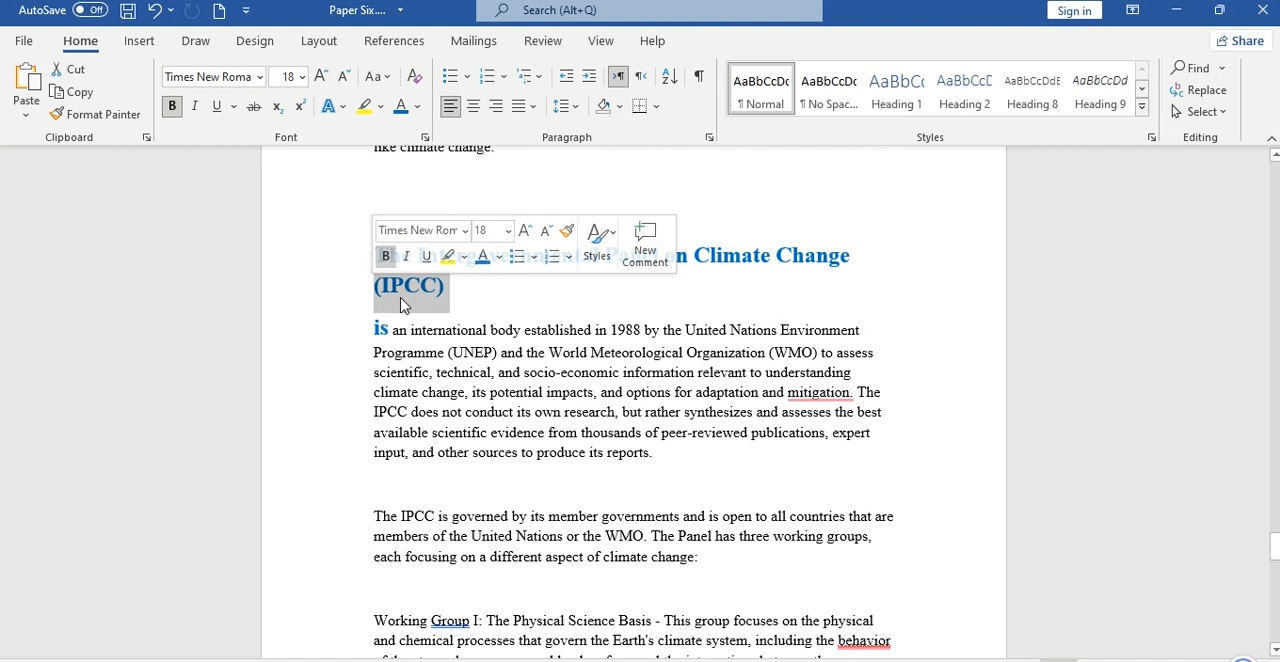 AutoSave Off Paper Six.... Search (Alt+Q) Sign in
File Home Insert Draw Design Layout References Mailings Review View Help Share
Paste
Cut
Copy
Format Painter
Clipboard
Times New Roma 18 Aa
B I U ab x2 x2 A A
Font
Paragraph
AaBbCcDc AaBbCcDc AaBbCc AaBbCcD AaBbCcDdE AaBbCcDd
¶ Normal ¶ No Spac... Heading 1 Heading 2 Heading 8 Heading 9
Styles
Find
Replace
Select
Editing
like climate change.
Times New Rom 18 A A
B I U A Styles New Comment
on Climate Change
(IPCC)
is an international body established in 1988 by the United Nations Environment
Programme (UNEP) and the World Meteorological Organization (WMO) to assess
scientific, technical, and socio-economic information relevant to understanding
climate change, its potential impacts, and options for adaptation and mitigation. The
IPCC does not conduct its own research, but rather synthesizes and assesses the best
available scientific evidence from thousands of peer-reviewed publications, expert
input, and other sources to produce its reports.
The IPCC is governed by its member governments and is open to all countries that are
members of the United Nations or the WMO. The Panel has three working groups,
each focusing on a different aspect of climate change:
Working Group I: The Physical Science Basis - This group focuses on the physical
and chemical processes that govern the Earth's climate system, including the behavior